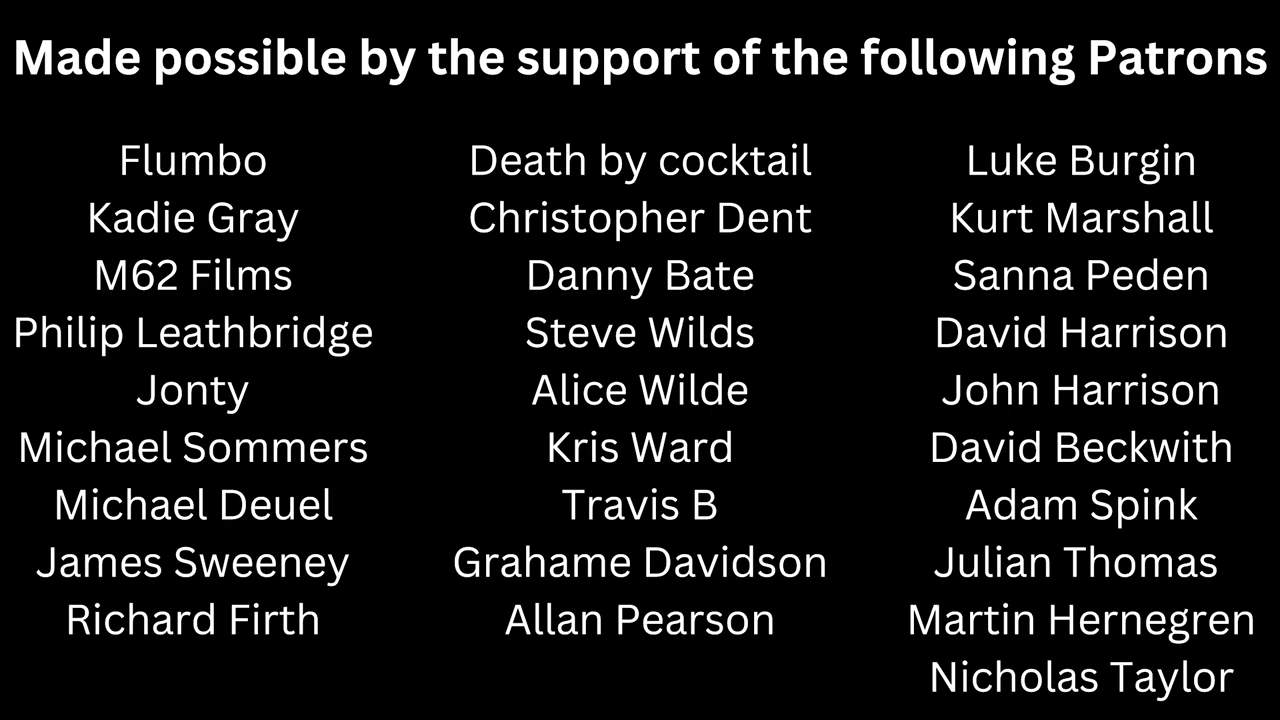 Made possible by the support of the following Patrons
Flumbo
Kadie Gray
M62 Films
Philip Leathbridge
Jonty
Michael Sommers
Michael Deuel
James Sweeney
Richard Firth
Death by cocktail
Christopher Dent
Danny Bate
Steve Wilds
Alice Wilde
Kris Ward
Travis B
Grahame Davidson
Allan Pearson
Luke Burgin
Kurt Marshall
Sanna Peden
David Harrison
John Harrison
David Beckwith
Adam Spink
Julian Thomas
Martin Hernegren
Nicholas Taylor